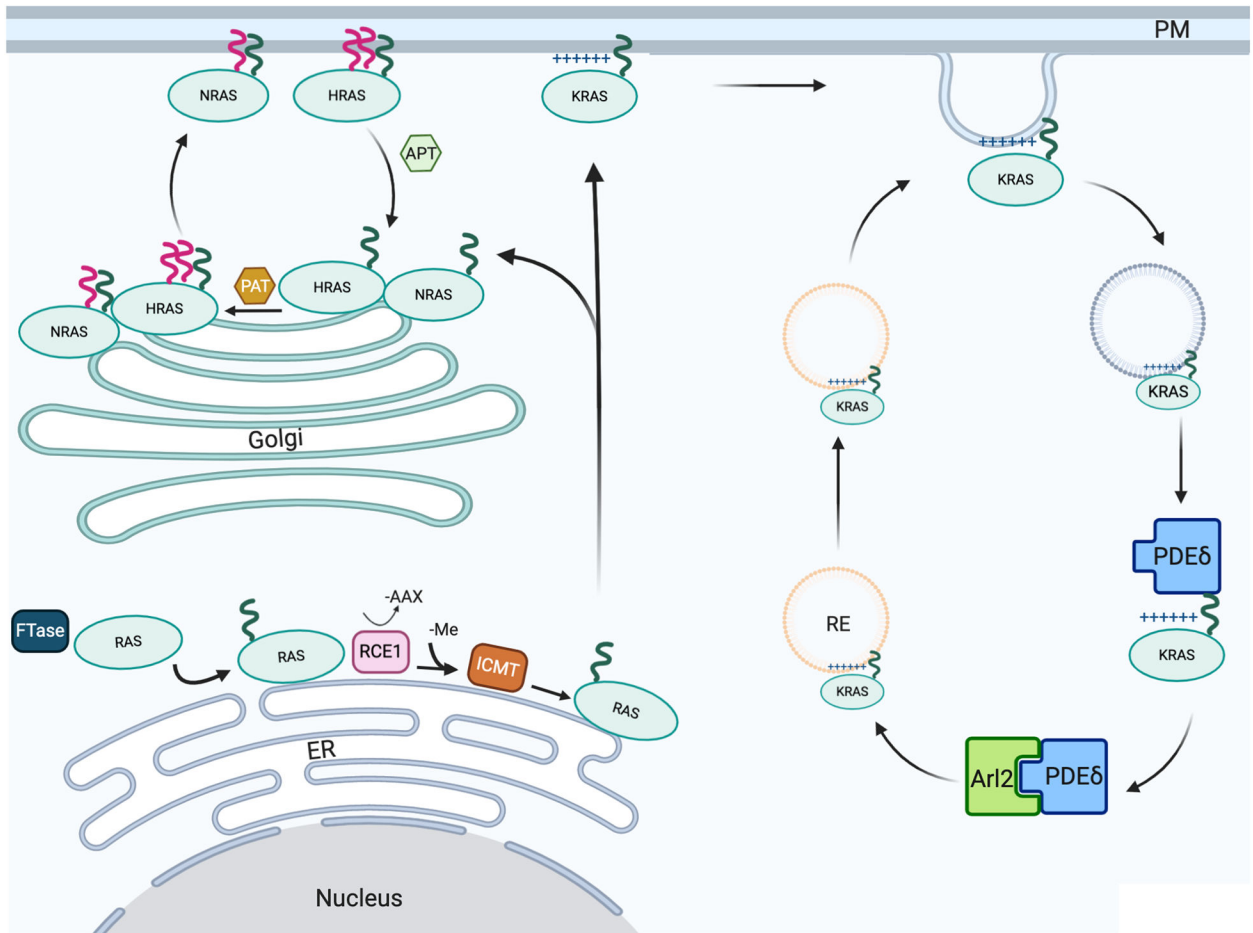 PM
NRAS
HRAS
++++++
KRAS
APT
++++++
KRAS
HRAS
NRAS
PAT
HRAS
NRAS
Golgi
++++++
KRAS
++++++
KRAS
PDEδ
++++++
KRAS
FTase
RAS
RAS
-AAX
RCE1
-Me
ICMT
RAS
ER
Nucleus
RE
++++++
KRAS
Arl2
PDEδ